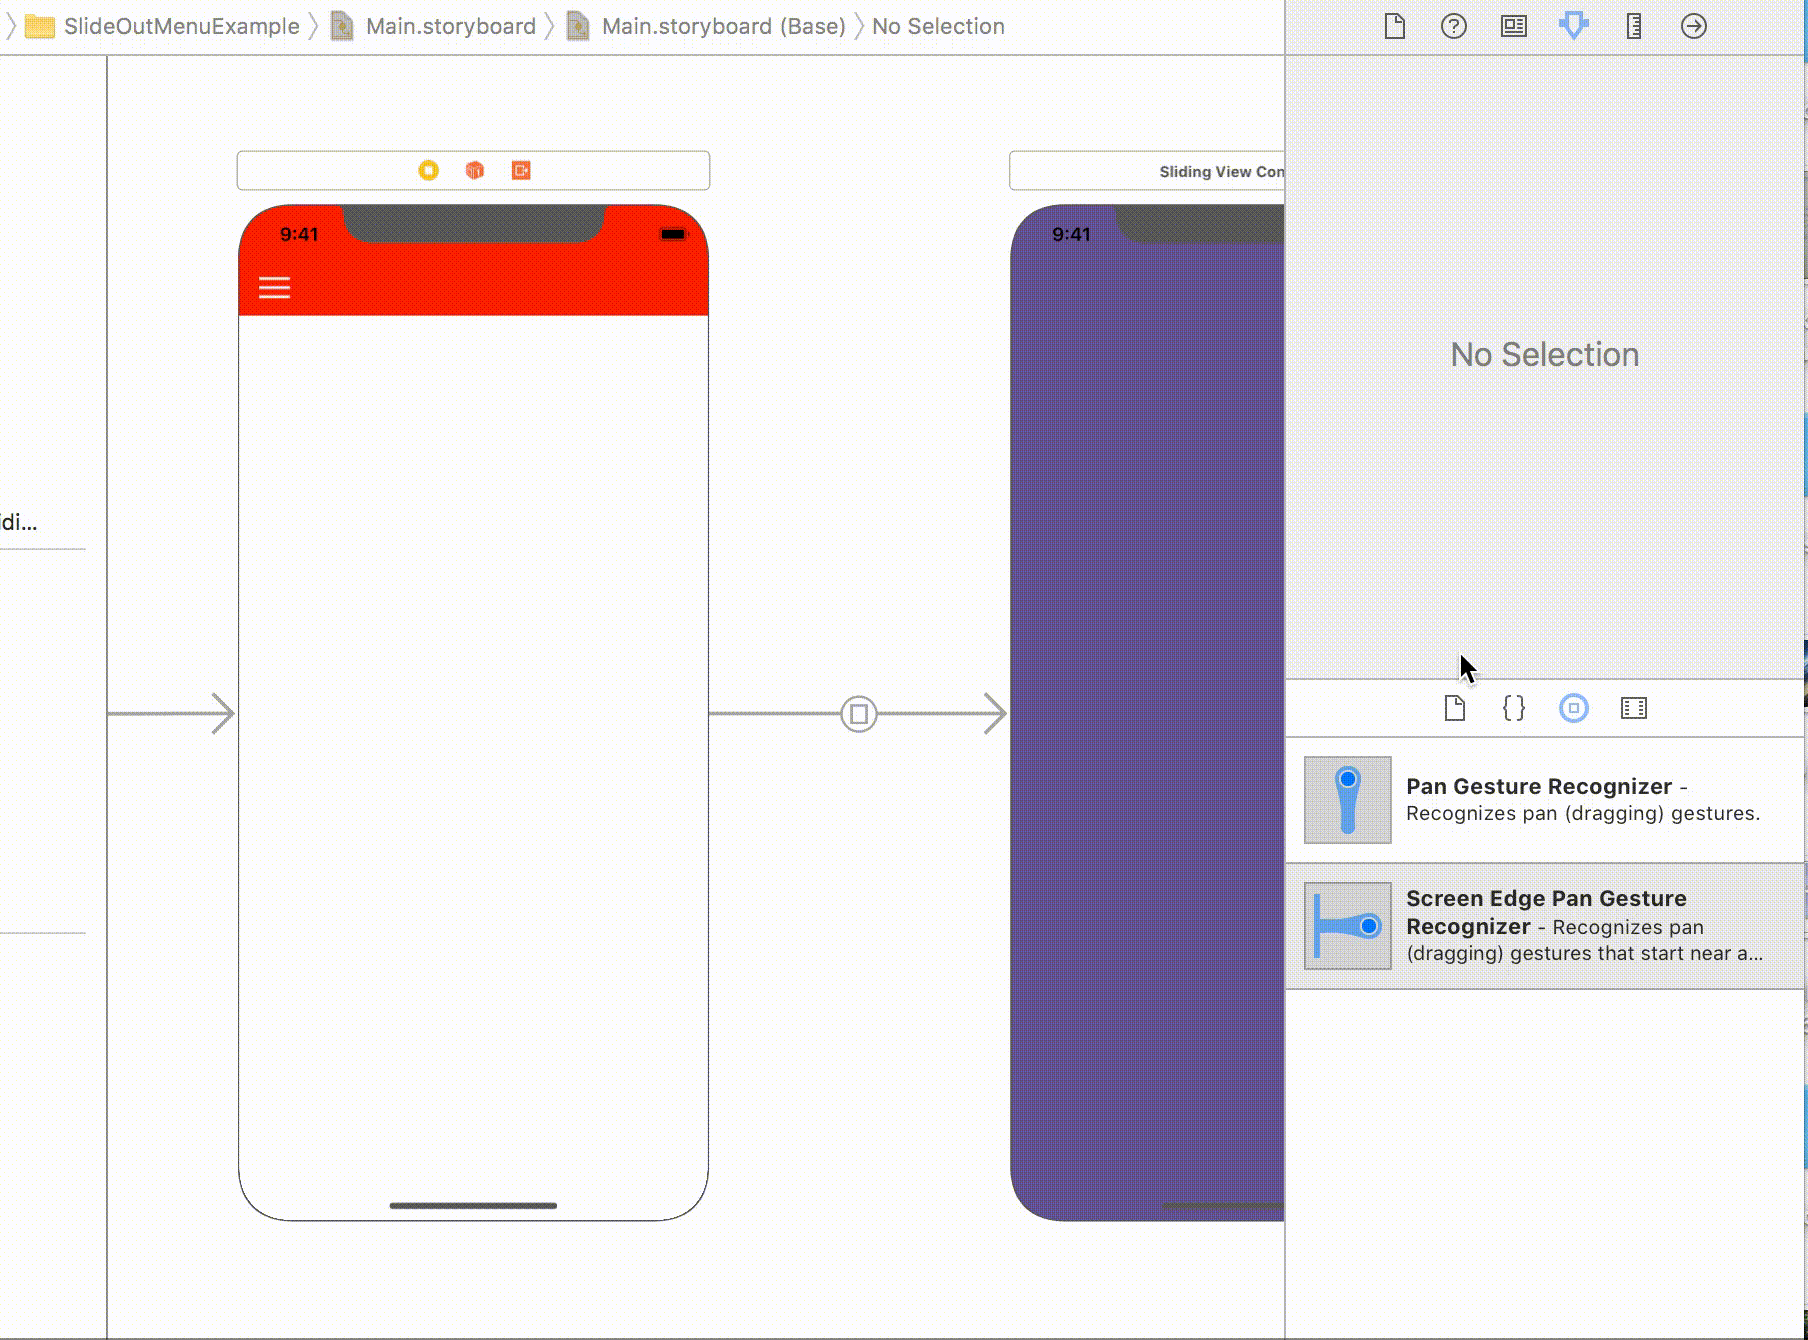 SlideOutMenuExample
Main.storyboard
Main.storyboard (Base)
No Selection
Sliding View Con
9:41
9:41
No Selection
di...
Pan Gesture Recognizer -
Recognizes pan (dragging) gestures.
Screen Edge Pan Gesture
Recognizer - Recognizes pan
(dragging) gestures that start near a...